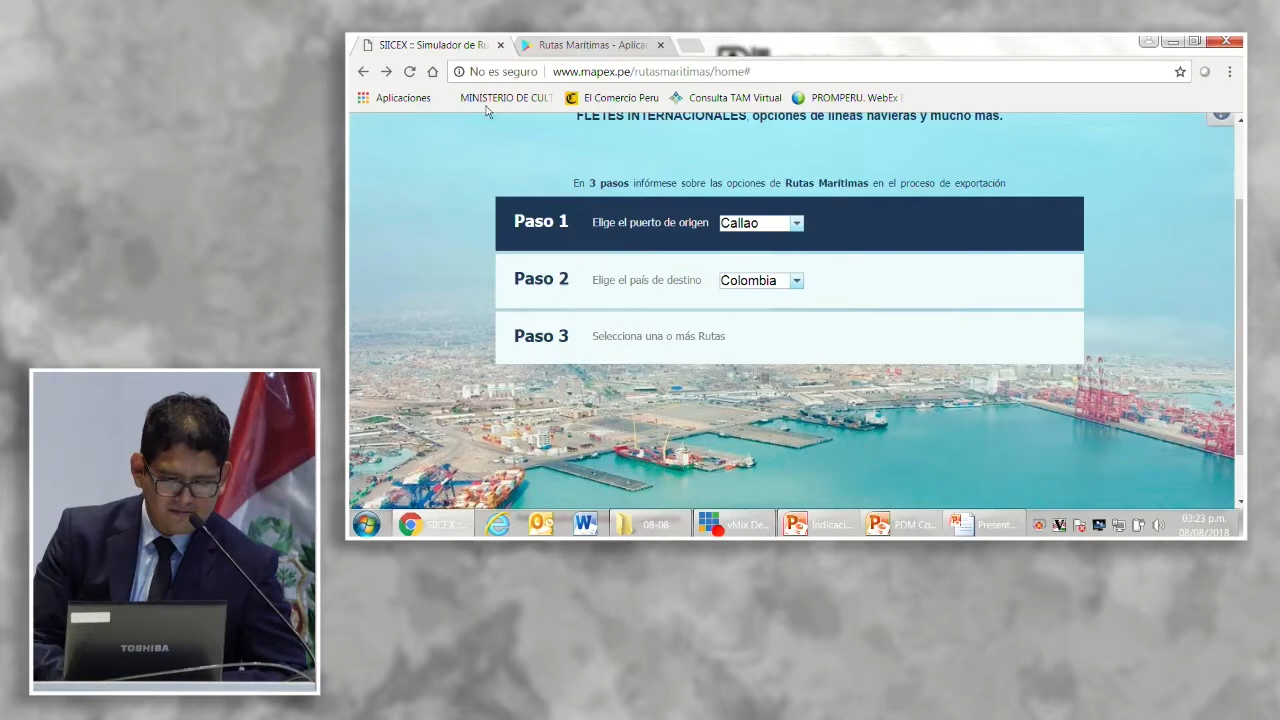 SIICEX :: Simulador de Ru
Rutas Marítimas - Aplica
No es seguro
www.mapex.pe/rutasmaritimas/home#
Aplicaciones
MINISTERIO DE CULT
El Comercio Peru
Consulta TAM Virtual
PROMPERU. WebEx E
FLETES INTERNACIONALES, opciones de líneas navieras y mucho más.
En 3 pasos infórmese sobre las opciones de Rutas Marítimas en el proceso de exportación
Paso 1 Elige el puerto de origen Callao
Paso 2 Elige el país de destino Colombia
Paso 3 Selecciona una o más Rutas
SIICEX ::...
08-08
vMix De...
Indicaci...
PDM Co...
Present...
03:23 p.m.
08/08/2018
TOSHIBA